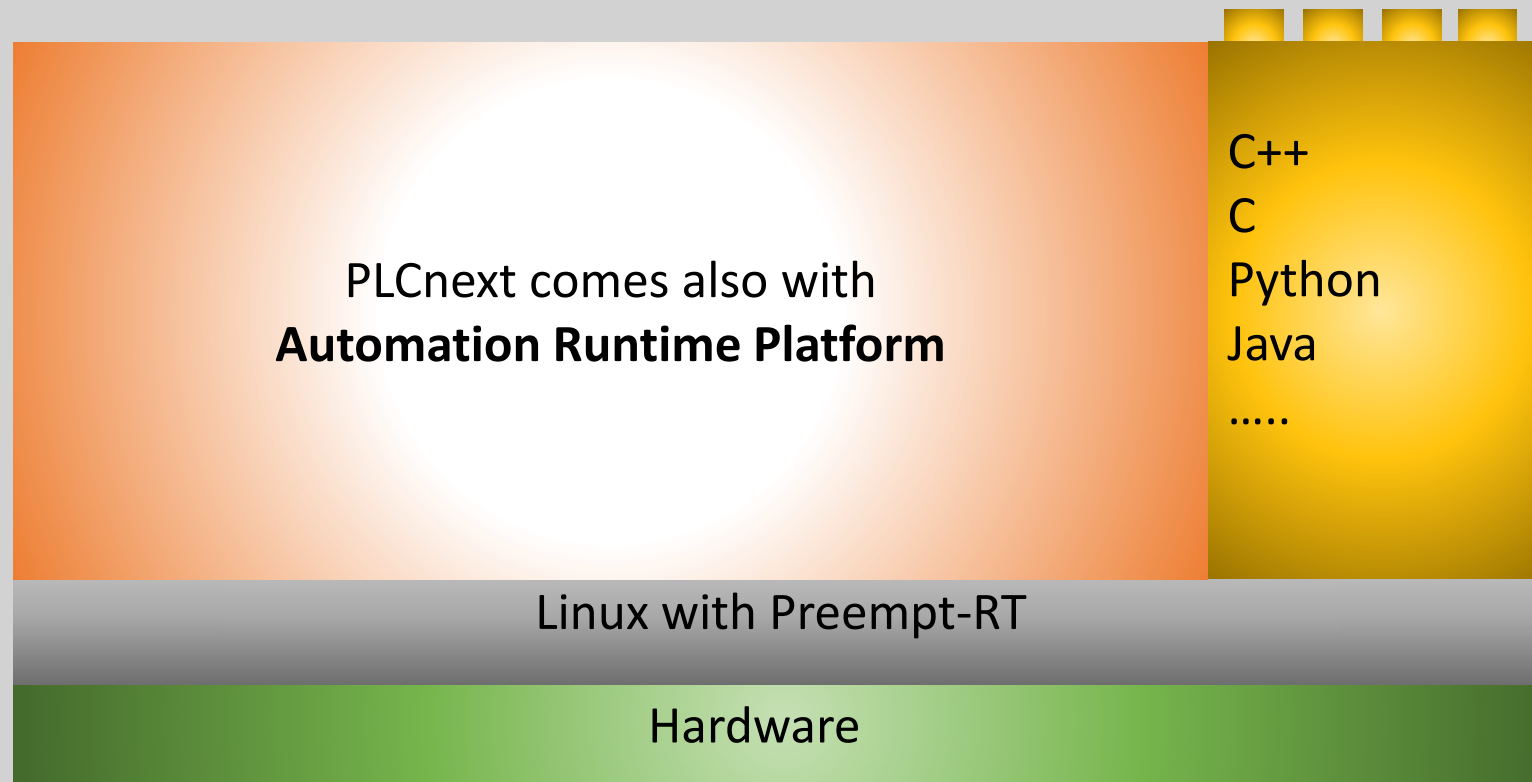 PLCnext comes also with
Automation Runtime Platform
C++
C
Python
Java
…..
Linux with Preempt-RT
Hardware